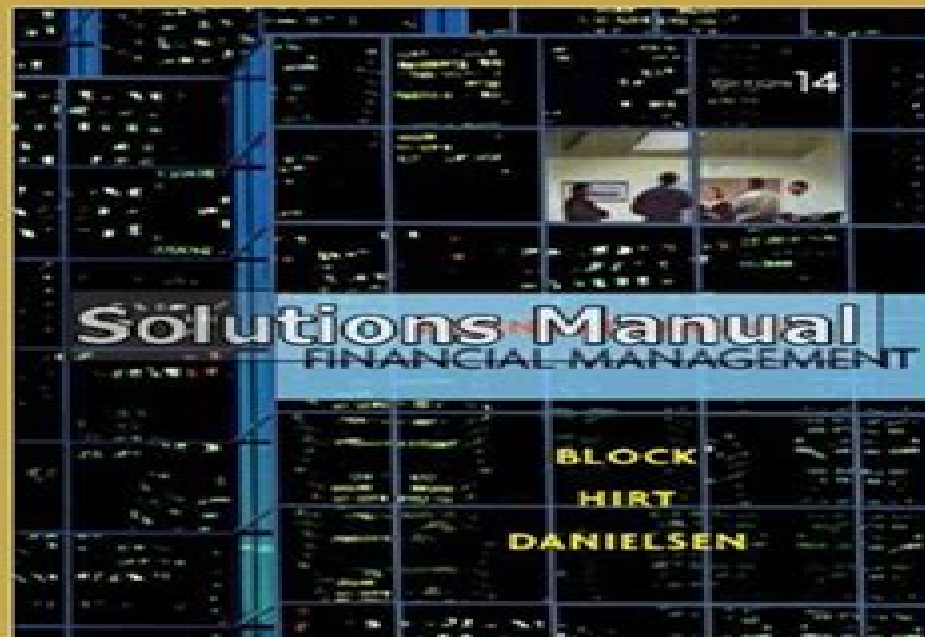 14
Solutions Manual
FINANCIAL MANAGEMENT
BLOCK
HIRT
DANIELSEN